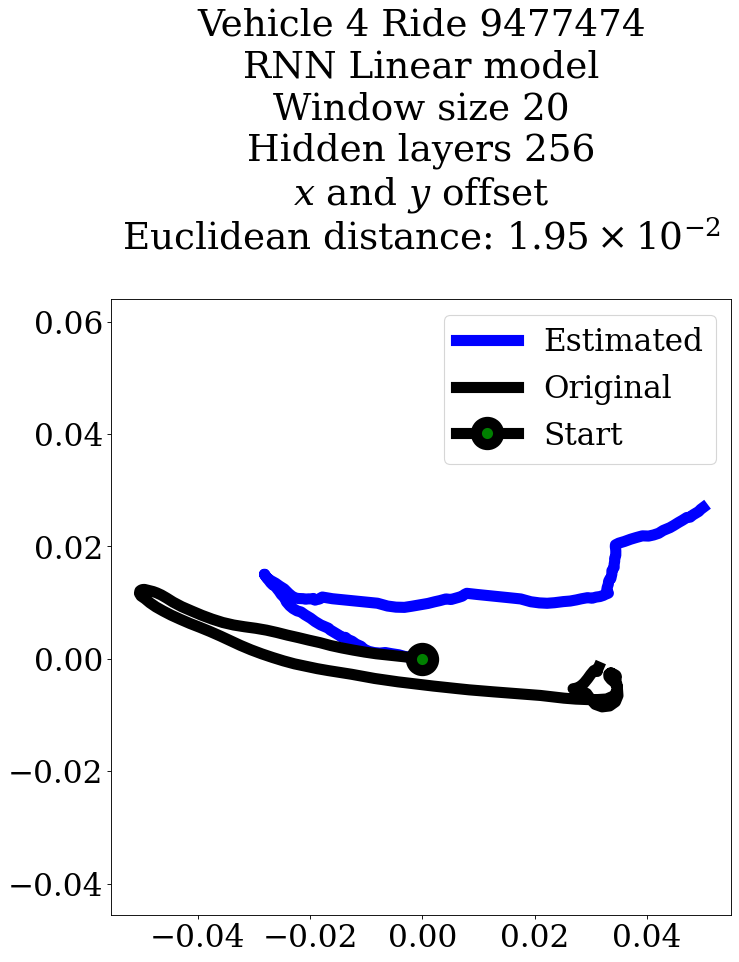 Vehicle 4 Ride 9477474
RNN Linear model
Window size 20
Hidden layers 256
x and y offset
Euclidean distance: 1.95 × 10⁻²
Estimated
Original
Start
0.06
0.04
0.02
0.00
−0.02
−0.04
−0.04 −0.02 0.00 0.02 0.04